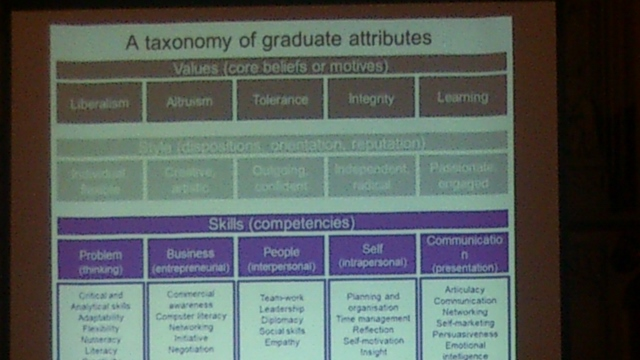 A taxonomy of graduate attributes
Values (core beliefs or motives)
Liberalism Altruism Tolerance Integrity Learning
Style (dispositions, orientation, reputation)
Individual, flexible Creative, artistic Outgoing, confident Independent, radical Passionate, engaged
Skills (competencies)
Problem (thinking)
Business (entrepreneurial)
People (interpersonal)
Self (intrapersonal)
Communicatio
n
(presentation)
Critical and
Analytical skills
Adaptability
Flexibility
Numeracy
Literacy
Commercial
awareness
Computer literacy
Networking
Initiative
Negotiation
Team-work
Leadership
Diplomacy
Social skills
Empathy
Planning and
organisation
Time management
Reflection
Self-motivation
Insight
Articulacy
Communication
Networking
Self-marketing
Persuasiveness
Emotional
intelligence